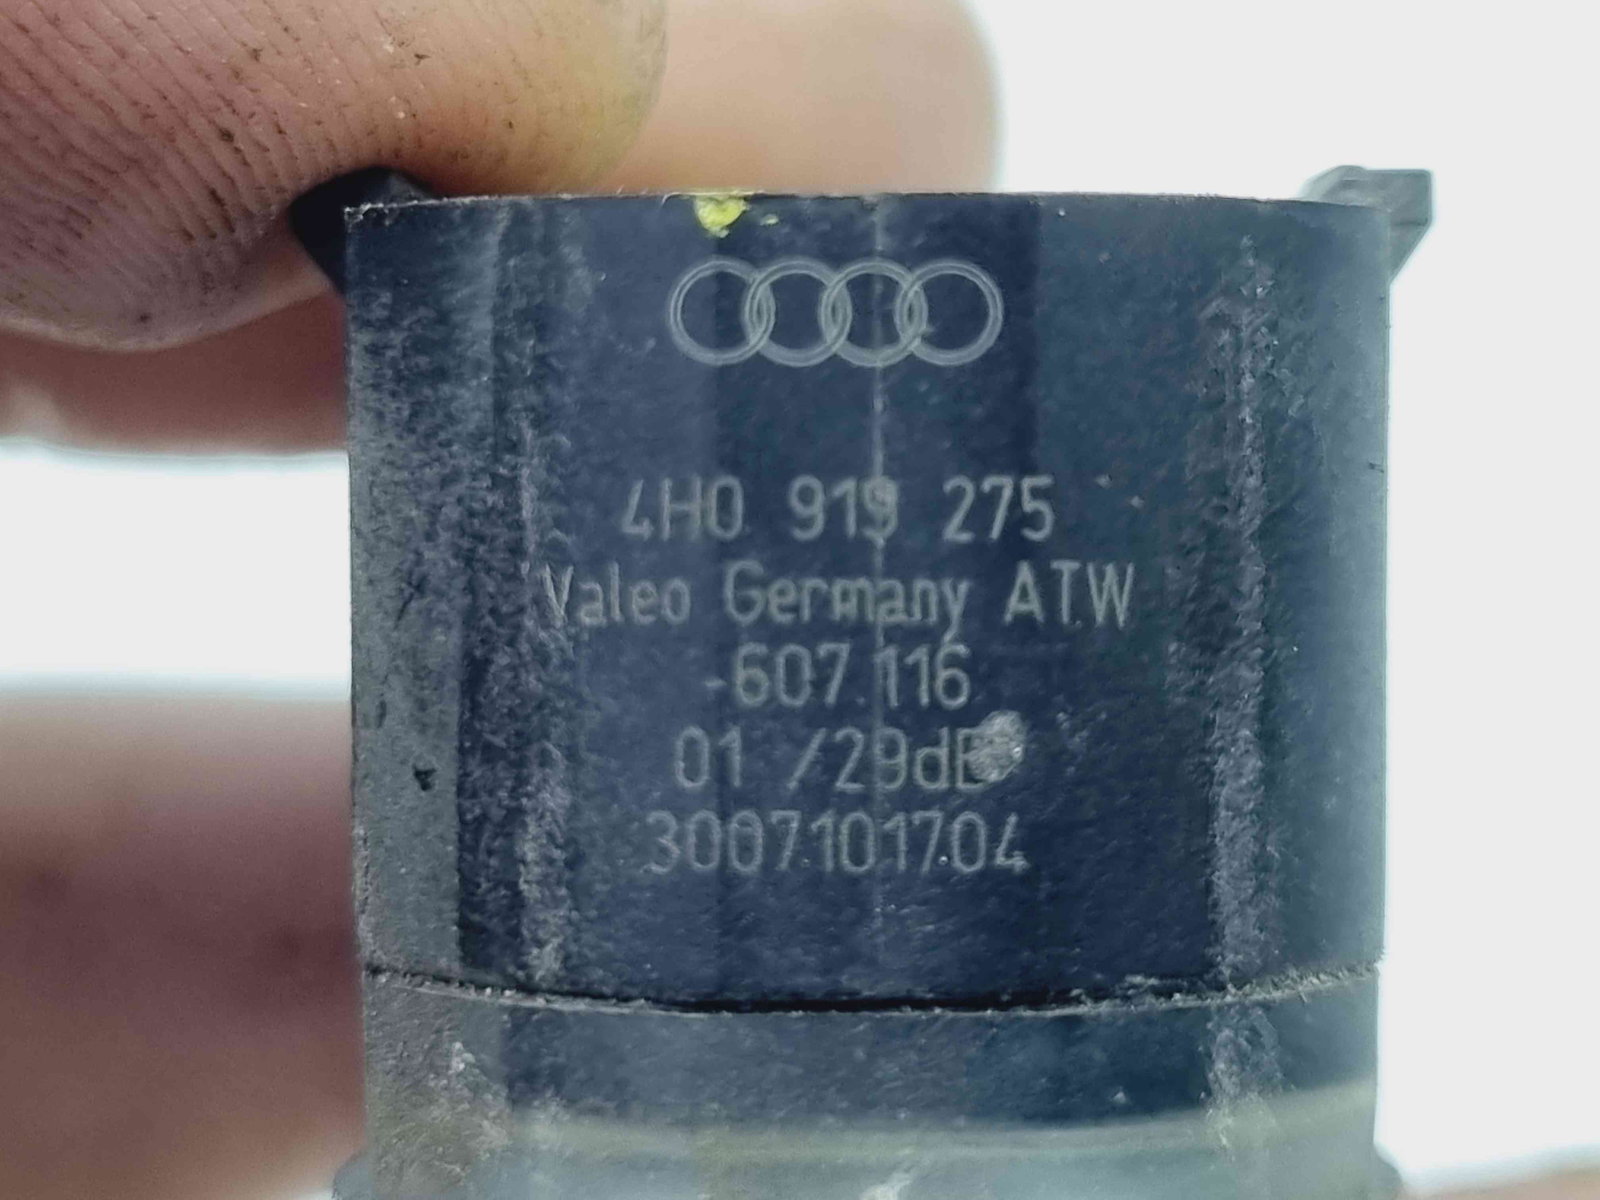 4H0 919 275
Valeo Germany ATW
607.116
01 /29dB
3007101704